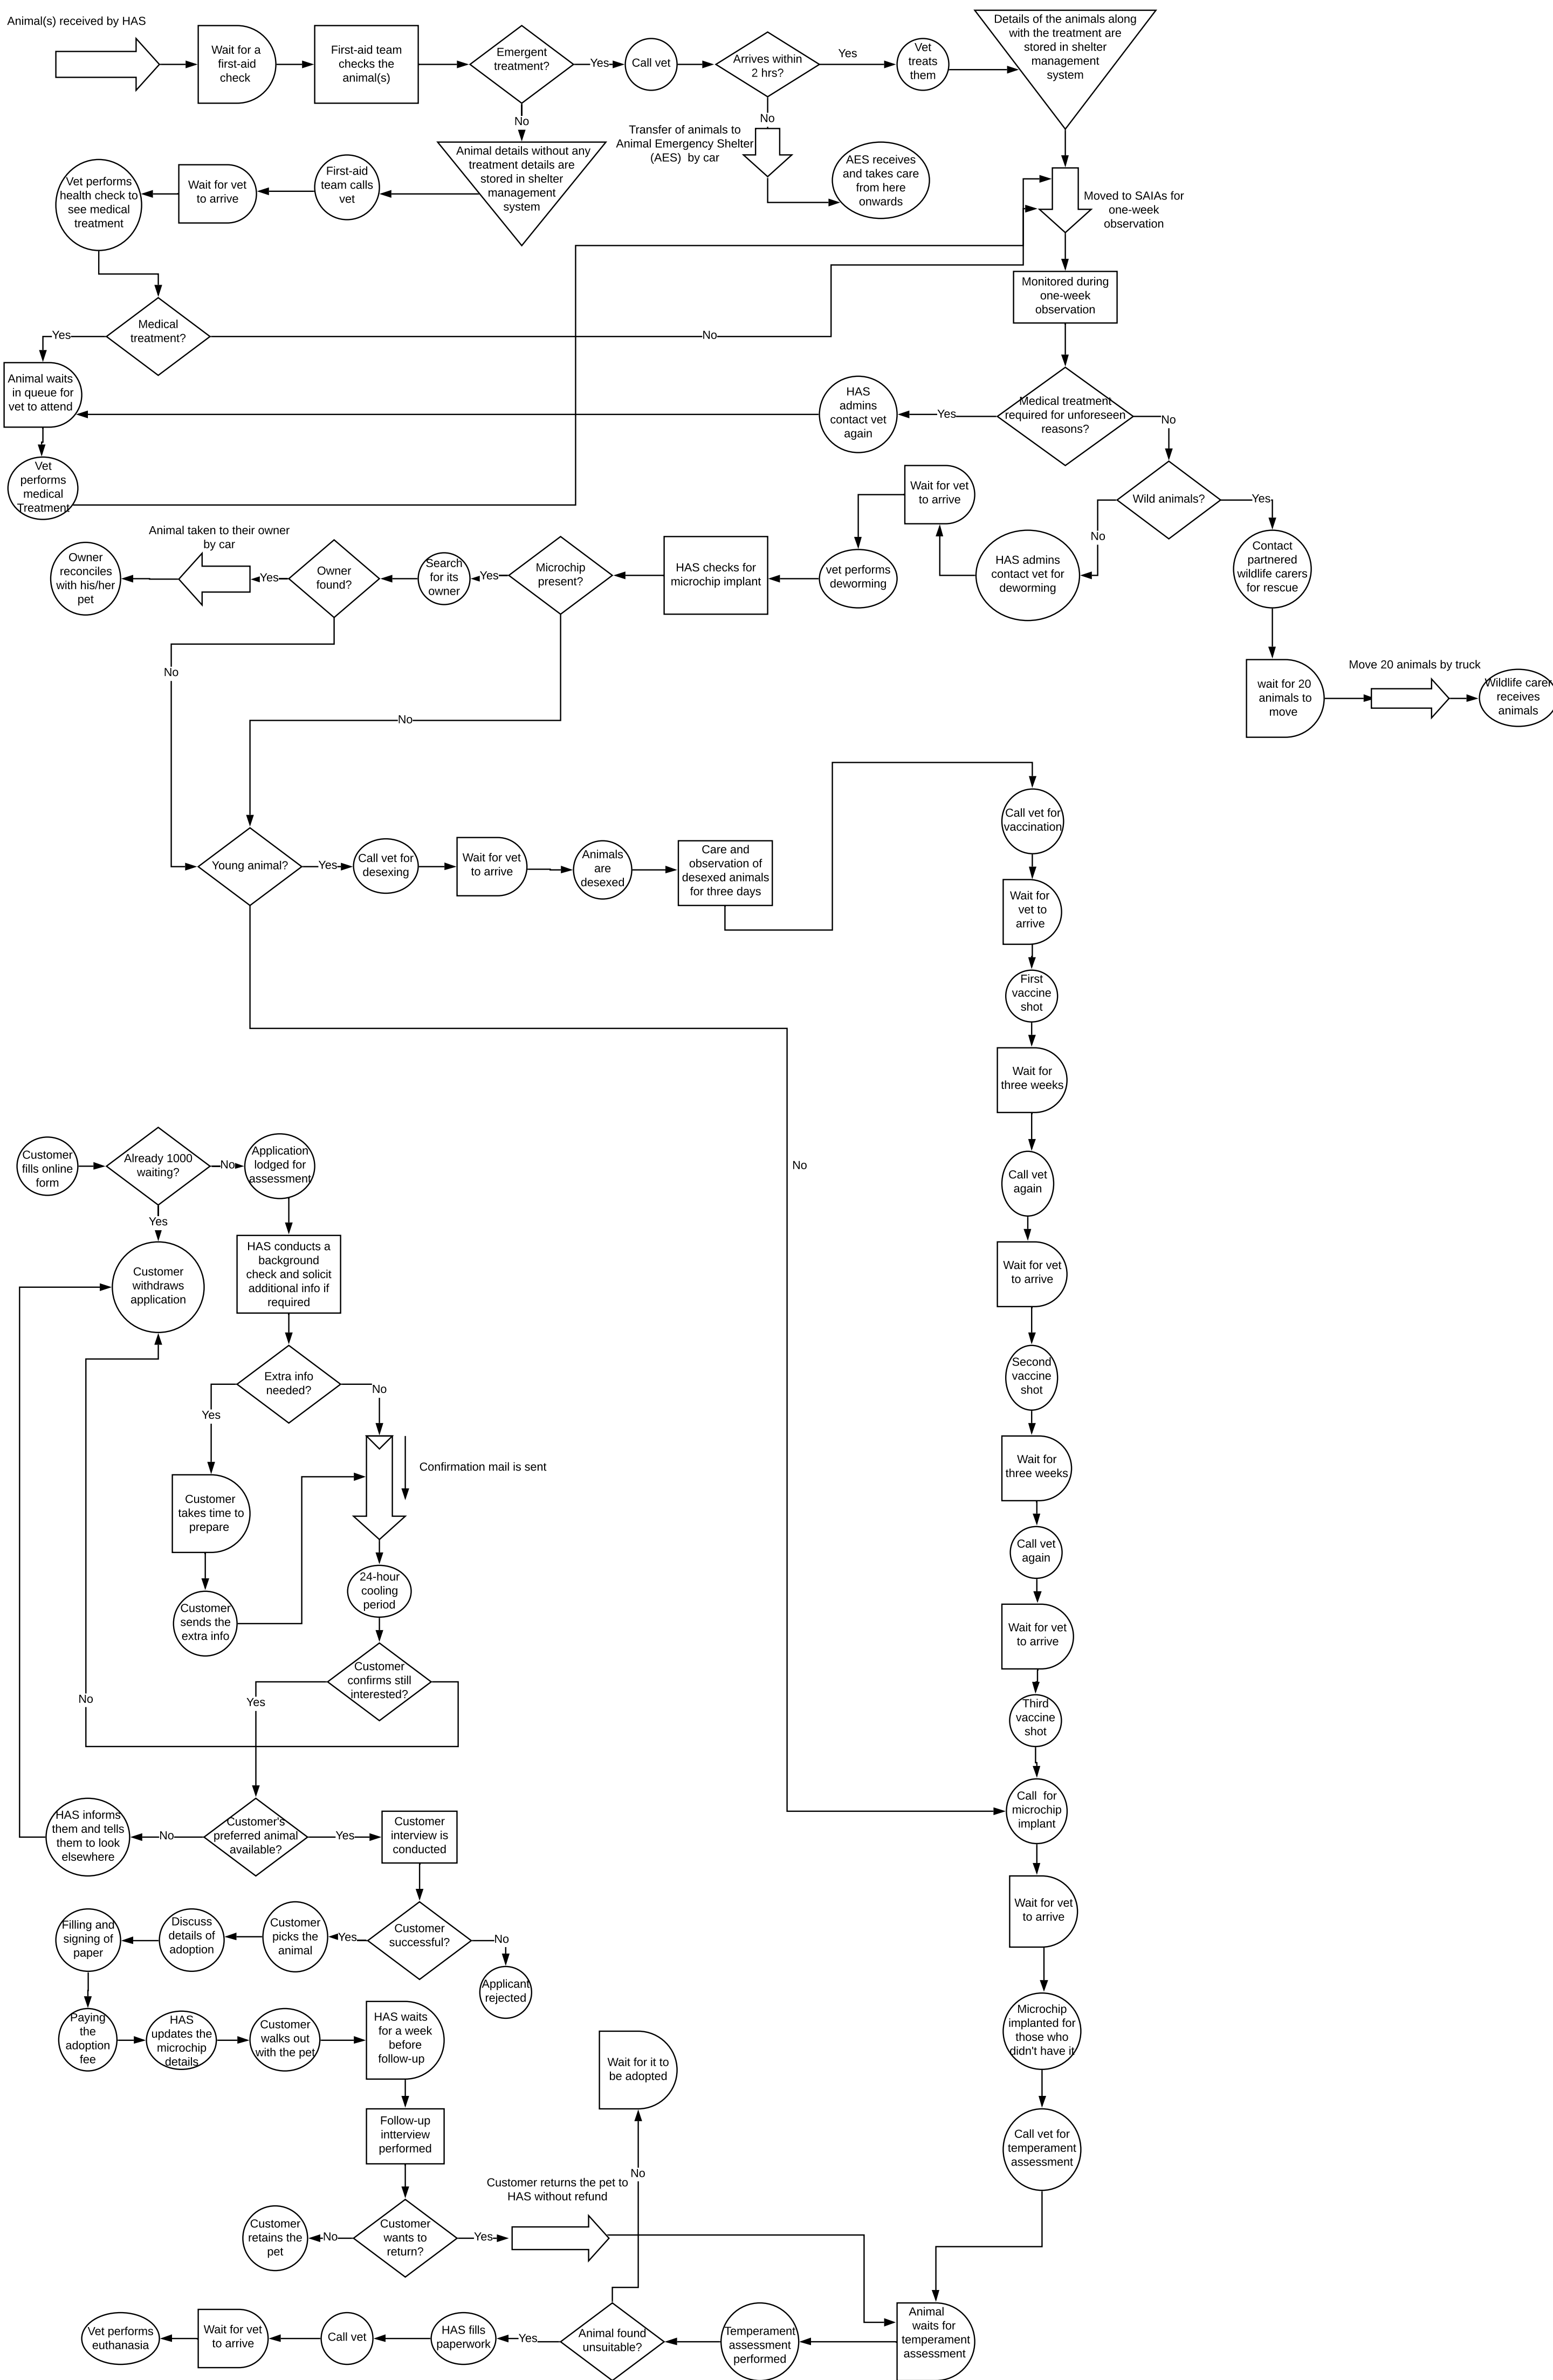 Animal(s) received by HAS
Wait for a
first-aid
check
First-aid team
checks the
animal(s)
Emergent
treatment?
Yes
Call vet
Arrives within
2 hrs?
Yes
Vet
treats
them
Details of the animals along
with the treatment are
stored in shelter
management
system
No
No
Transfer of animals to
Animal Emergency Shelter
(AES)  by car
AES receives
and takes care
from here
onwards
Animal details without any
treatment details are
stored in shelter
management
system
First-aid
team calls
vet
Wait for vet
to arrive
Vet performs
health check to
see medical
treatment
Moved to SAIAs for
one-week
observation
Monitored during
one-week
observation
Medical
treatment?
Yes
No
Animal waits
in queue for
vet to attend
Vet
performs
medical
Treatment
HAS
admins
contact vet
again
Yes
Medical treatment
required for unforeseen
reasons?
No
Wild animals?
Yes
No
Contact
partnered
wildlife carers
for rescue
wait for 20
animals to
move
Move 20 animals by truck
Wildlife carer
receives
animals
HAS admins
contact vet for
deworming
Wait for vet
to arrive
vet performs
deworming
HAS checks for
microchip implant
Microchip
present?
Yes
Search
for its
owner
Owner
found?
Yes
Animal taken to their owner
by car
Owner
reconciles
with his/her
pet
No
No
Young animal?
Yes
Call vet for
desexing
Wait for vet
to arrive
Animals
are
desexed
Care and
observation of
desexed animals
for three days
Call vet for
vaccination
Wait for
vet to
arrive
First
vaccine
shot
Wait for
three weeks
Call vet
again
Wait for vet
to arrive
Second
vaccine
shot
Wait for
three weeks
Call vet
again
Wait for vet
to arrive
Third
vaccine
shot
No
Call  for
microchip
implant
Wait for vet
to arrive
Microchip
implanted for
those who
didn't have it
Call vet for
temperament
assessment
Customer
fills online
form
Already 1000
waiting?
No
Application
lodged for
assessment
Yes
Customer
withdraws
application
HAS conducts a
background
check and solicit
additional info if
required
Extra info
needed?
No
Yes
Confirmation mail is sent
Customer
takes time to
prepare
Customer
sends the
extra info
24-hour
cooling
period
Customer
confirms still
interested?
Yes
No
HAS informs
them and tells
them to look
elsewhere
No
Customer's
preferred animal
available?
Yes
Customer
interview is
conducted
Customer
successful?
No
Applicant
rejected
Yes
Customer
picks the
animal
Discuss
details of
adoption
Filling and
signing of
paper
Paying
the
adoption
fee
HAS
updates the
microchip
details
Customer
walks out
with the pet
HAS waits
for a week
before
follow-up
Follow-up
intterview
performed
Customer
wants to
return?
No
Customer
retains the
pet
Yes
Customer returns the pet to
HAS without refund
Wait for it to
be adopted
No
Animal
waits for
temperament
assessment
Temperament
assessment
performed
Animal found
unsuitable?
Yes
HAS fills
paperwork
Call vet
Wait for vet
to arrive
Vet performs
euthanasia